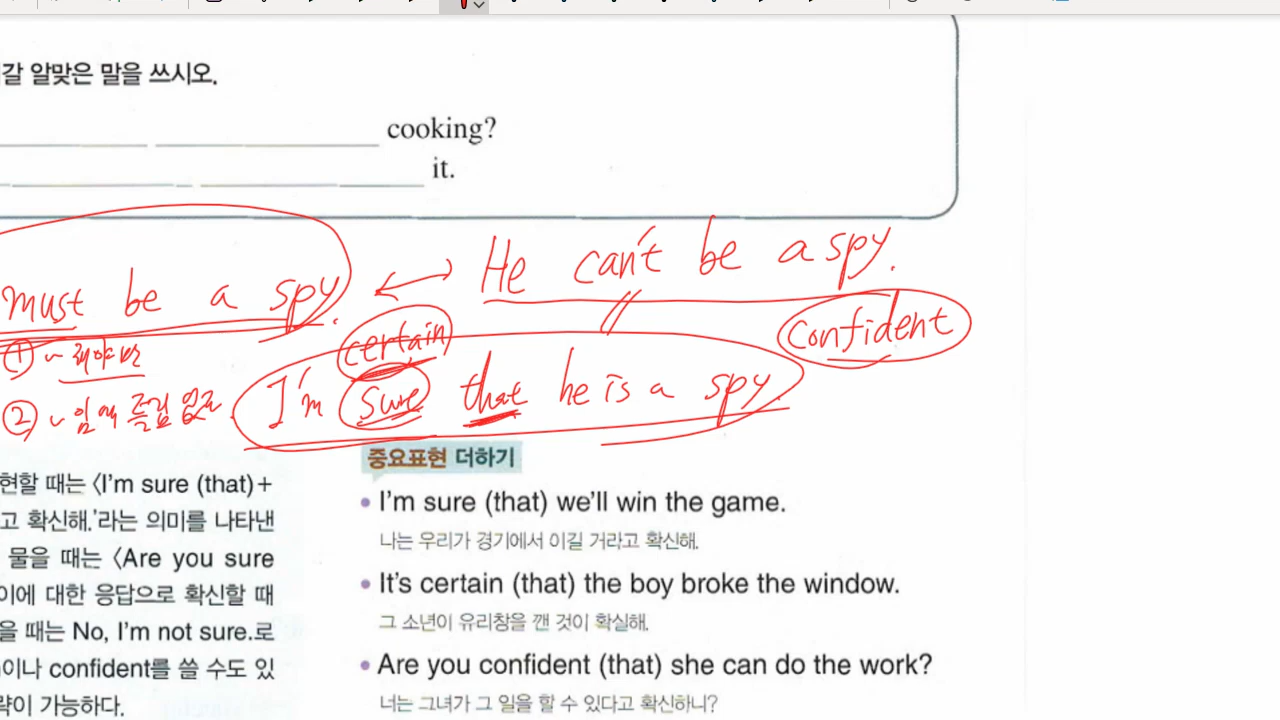 갈 알맞은 말을 쓰시오.
cooking?
it.
must be a spy. ↔ He can't be a spy.
certain
confident
① ~해야만
② ~임에 틀림 없다.
I'm sure that he is a spy.
중요표현 더하기
현할 때는 〈I'm sure (that)+
고 확신해.'라는 의미를 나타낸
물을 때는 〈Are you sure
이에 대한 응답으로 확신할 때
을 때는 No, I'm not sure.로
이나 confident를 쓸 수도 있
략이 가능하다.
• I'm sure (that) we'll win the game.
나는 우리가 경기에서 이길 거라고 확신해.
• It's certain (that) the boy broke the window.
그 소년이 유리창을 깬 것이 확실해.
• Are you confident (that) she can do the work?
너는 그녀가 그 일을 할 수 있다고 확신하니?